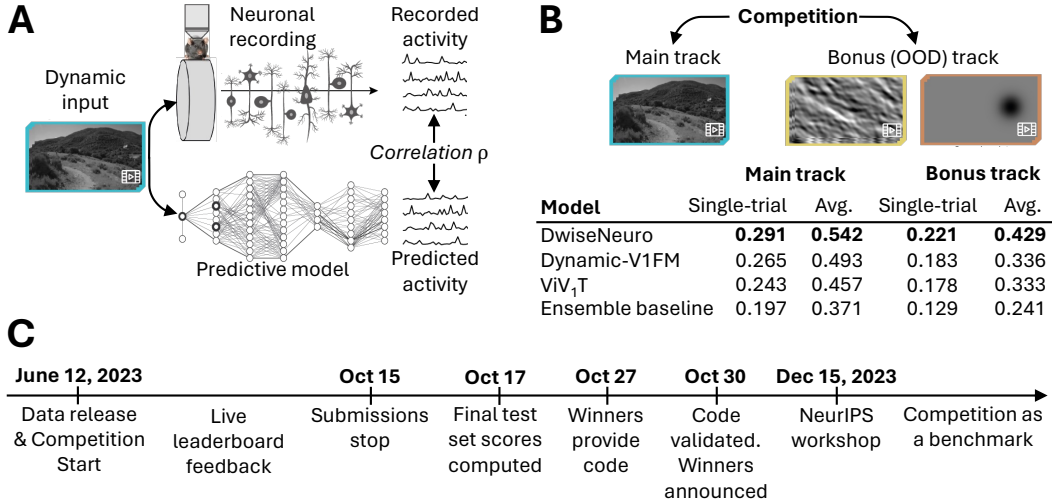 A
Neuronal
recording
Recorded
activity
Dynamic
input
Correlation ρ
Predictive model
Predicted
activity
B
Competition
Main track
Bonus (OOD) track
Main track Bonus track
Model Single-trial Avg. Single-trial Avg.
DwiseNeuro 0.291 0.542 0.221 0.429
Dynamic-V1FM 0.265 0.493 0.183 0.336
ViV₁T 0.243 0.457 0.178 0.333
Ensemble baseline 0.197 0.371 0.129 0.241
C
June 12, 2023
Data release
& Competition
Start
Live
leaderboard
feedback
Oct 15
Submissions
stop
Oct 17
Final test
set scores
computed
Oct 27
Winners
provide
code
Oct 30
Code
validated.
Winners
announced
Dec 15, 2023
NeurIPS
workshop
Competition as
a benchmark